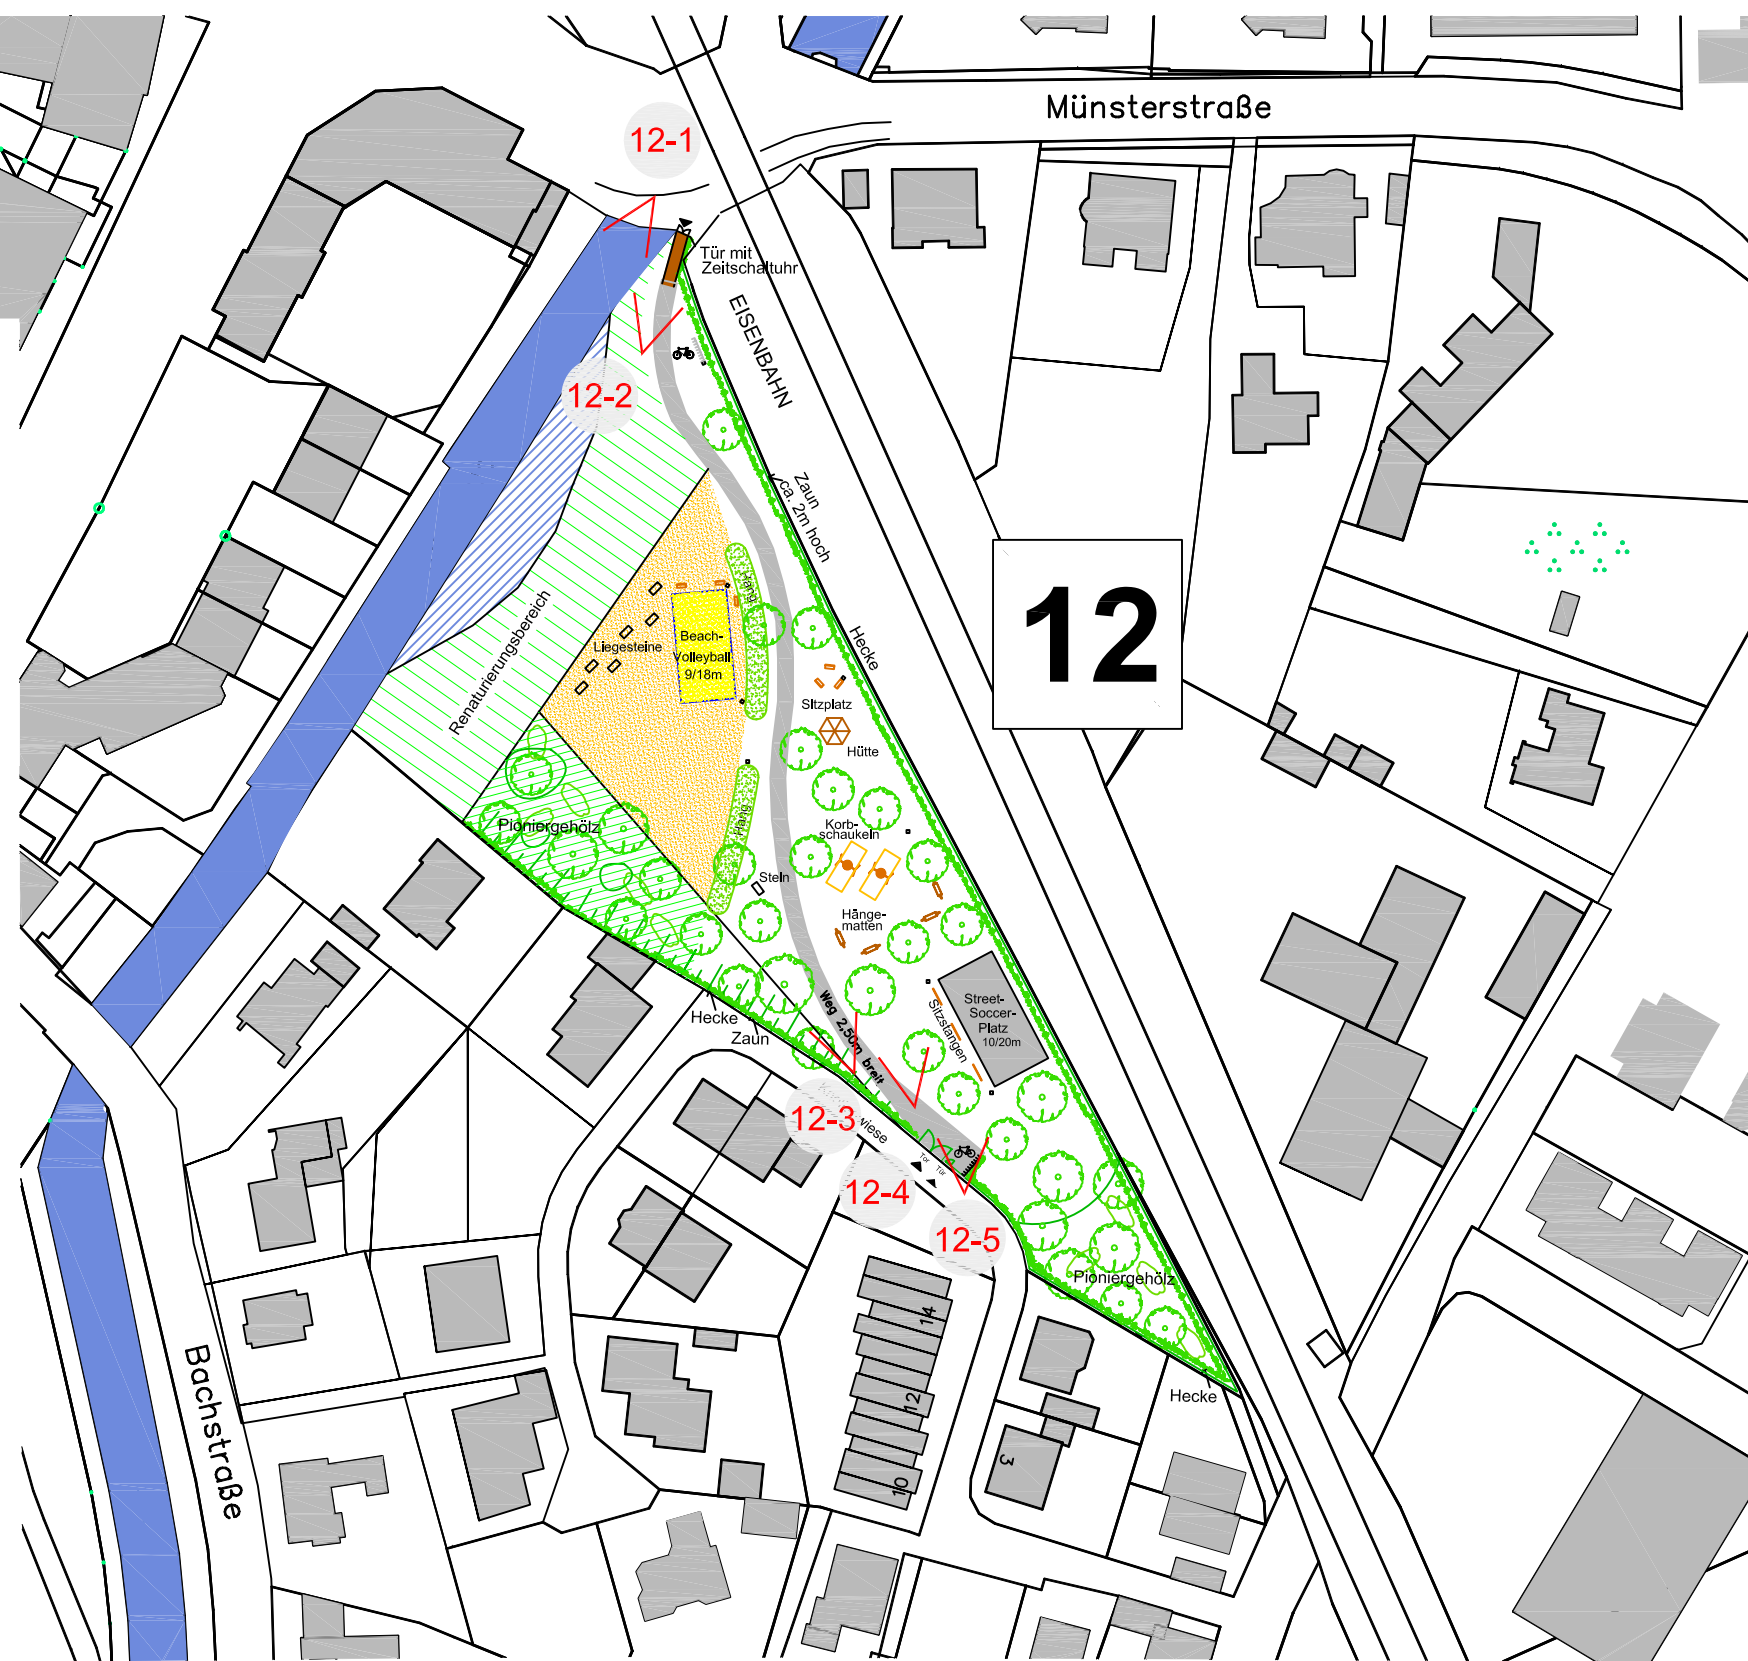 Münsterstraße
12-1
Tür mit
Zeitschaltuhr
EISENBAHN
12-2
Zaun
ca. 2m hoch
12
Hang
Renaturierungsbereich
Liegesteine
Beach-
Volleyball
9/18m
Hecke
Sitzplatz
Hütte
Pioniergehölz
Hang
Korb-
schaukeln
Stein
Hänge-
matten
Weg 2,50m breit
Sitzstangen
Street-
Soccer-
Platz
10/20m
Hecke
Zaun
12-3
wiese
Tor
Tür
12-4
12-5
Pioniergehölz
Hecke
14
12
10
3
Bachstraße